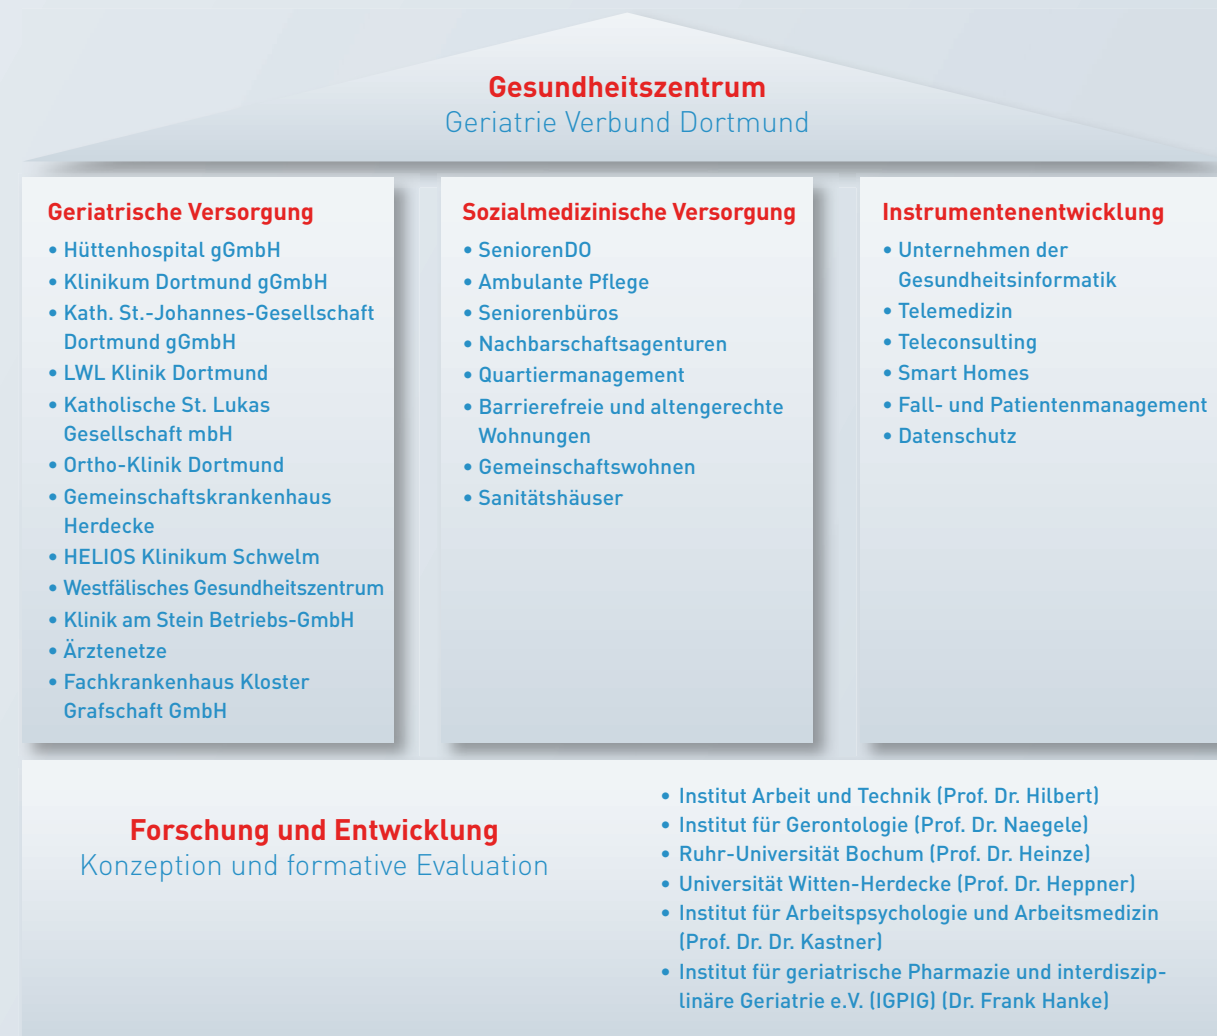 Gesundheitszentrum
Geriatrie Verbund Dortmund
Geriatrische Versorgung
• Hüttenhospital gGmbH
• Klinikum Dortmund gGmbH
• Kath. St.-Johannes-Gesellschaft
Dortmund gGmbH
• LWL Klinik Dortmund
• Katholische St. Lukas
Gesellschaft mbH
• Ortho-Klinik Dortmund
• Gemeinschaftskrankenhaus
Herdecke
• HELIOS Klinikum Schwelm
• Westfälisches Gesundheitszentrum
• Klinik am Stein Betriebs-GmbH
• Ärztenetze
• Fachkrankenhaus Kloster
Grafschaft GmbH
Sozialmedizinische Versorgung
• SeniorenDO
• Ambulante Pflege
• Seniorenbüros
• Nachbarschaftsagenturen
• Quartiermanagement
• Barrierefreie und altengerechte
Wohnungen
• Gemeinschaftswohnen
• Sanitätshäuser
Instrumentenentwicklung
• Unternehmen der
Gesundheitsinformatik
• Telemedizin
• Teleconsulting
• Smart Homes
• Fall- und Patientenmanagement
• Datenschutz
Forschung und Entwicklung
Konzeption und formative Evaluation
• Institut Arbeit und Technik (Prof. Dr. Hilbert)
• Institut für Gerontologie (Prof. Dr. Naegele)
• Ruhr-Universität Bochum (Prof. Dr. Heinze)
• Universität Witten-Herdecke (Prof. Dr. Heppner)
• Institut für Arbeitspsychologie und Arbeitsmedizin
(Prof. Dr. Dr. Kastner)
• Institut für geriatrische Pharmazie und interdiszip-
linäre Geriatrie e.V. (IGPIG) (Dr. Frank Hanke)